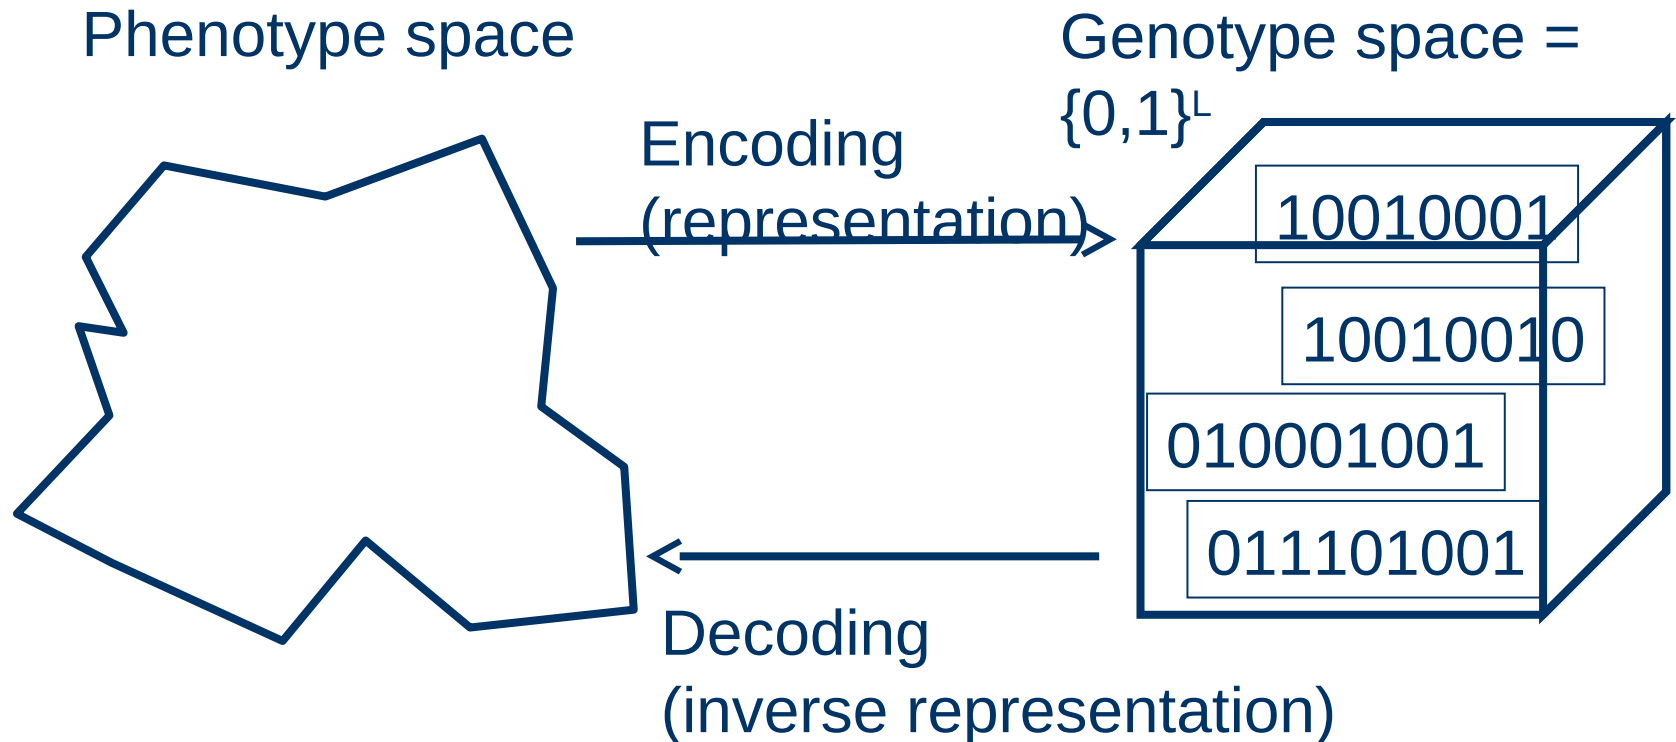 Phenotype space
Genotype space =
{0,1}ᴸ
Encoding
(representation)
10010001
10010010
010001001
011101001
Decoding
(inverse representation)